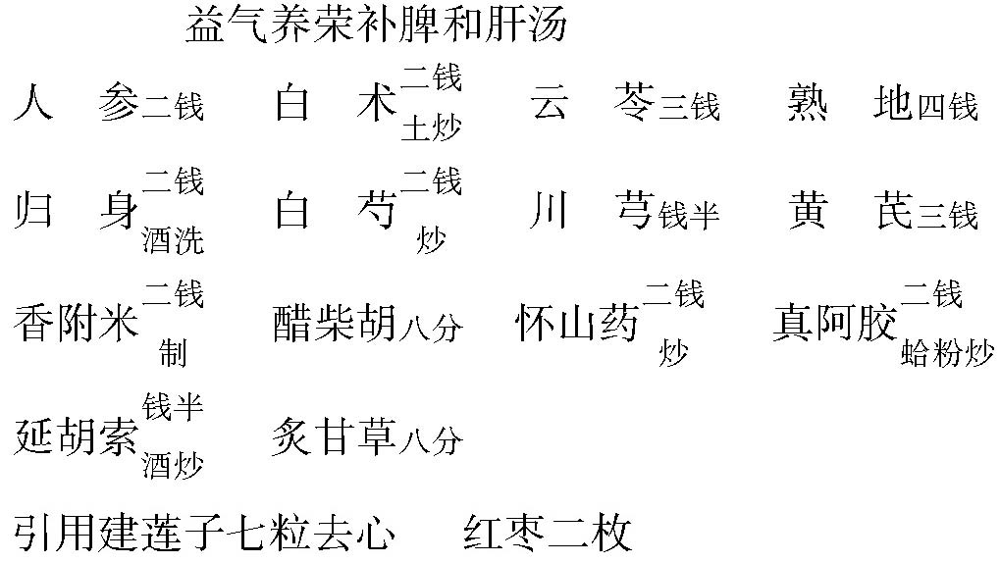 益气养荣补脾和肝汤
人参二钱 白术二钱土炒 云苓三钱 熟地四钱
归身二钱酒洗 白芍二钱炒 川芎钱半 黄芪三钱
香附米二钱制 醋柴胡八分 怀山药二钱炒 真阿胶二钱蛤粉炒
延胡索钱半酒炒 炙甘草八分
引用建莲子七粒去心 红枣二枚